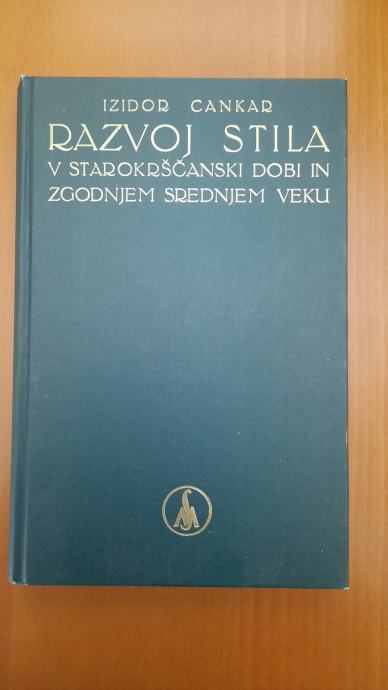 IZIDOR CANKAR
RAZVOJ STILA
V STAROKRŠČANSKI DOBI IN
ZGODNJEM SREDNJEM VEKU